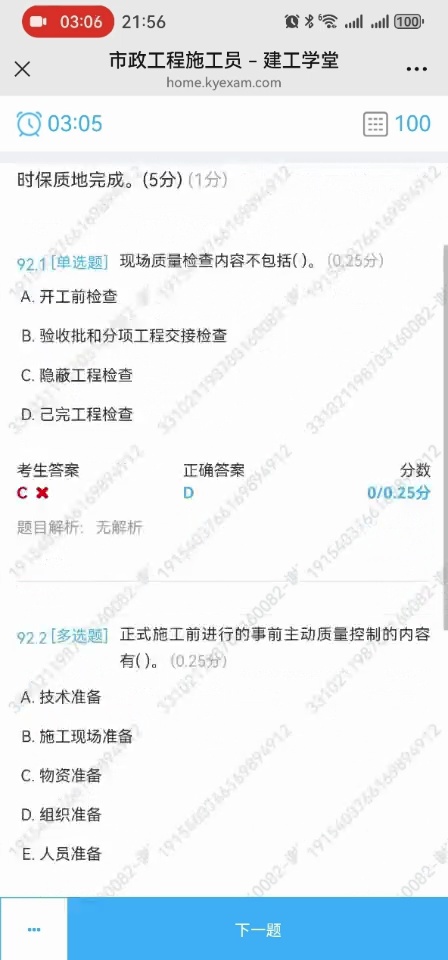 03:06 21:56 100
市政工程施工员 – 建工学堂
home.kyexam.com
03:05 100
时保质地完成。(5分) (1分)
92.1 [单选题] 现场质量检查内容不包括( )。 (0.25分)
A. 开工前检查
B. 验收批和分项工程交接检查
C. 隐蔽工程检查
D. 己完工程检查
考生答案 正确答案 分数
C D 0/0.25分
题目解析: 无解析
92.2 [多选题] 正式施工前进行的事前主动质量控制的内容
有( )。 (0.25分)
A. 技术准备
B. 施工现场准备
C. 物资准备
D. 组织准备
E. 人员准备
下一题